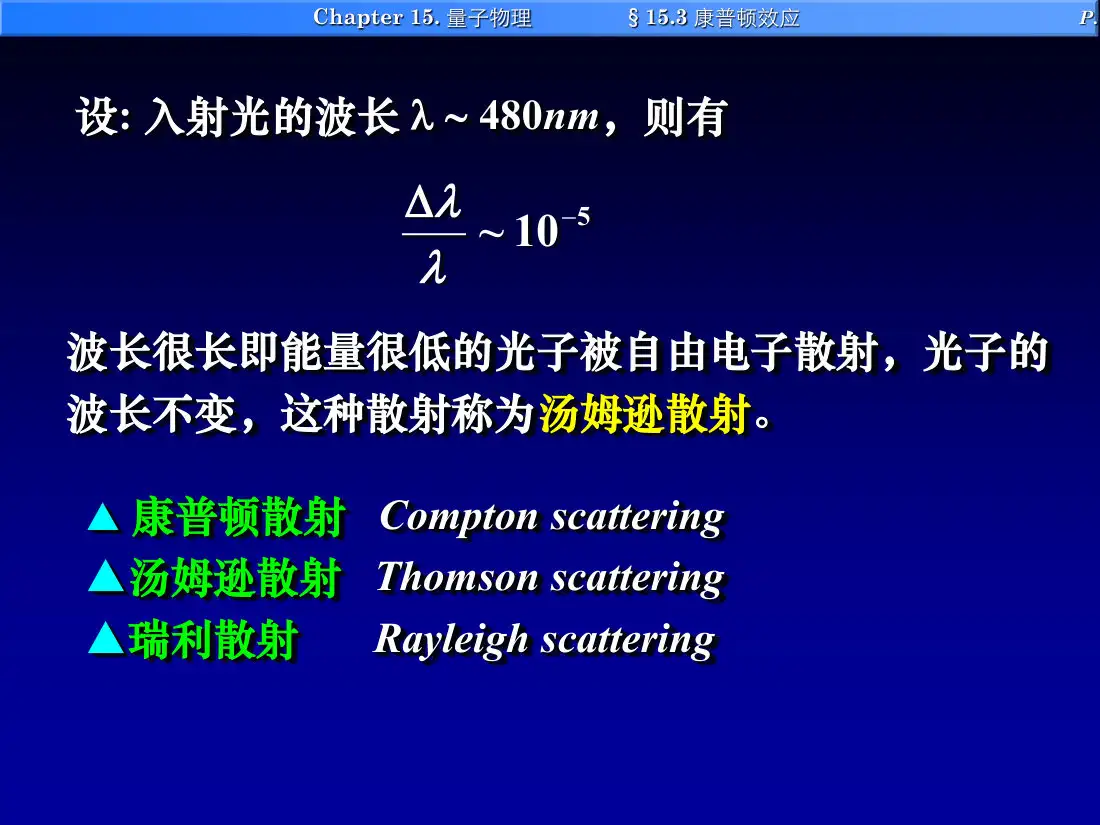 Chapter 15. 量子物理 § 15.3 康普顿效应 P.
设: 入射光的波长 λ ~ 480nm，则有
Δλ/λ ~ 10⁻⁵
波长很长即能量很低的光子被自由电子散射，光子的
波长不变，这种散射称为汤姆逊散射。
▲ 康普顿散射 Compton scattering
▲汤姆逊散射 Thomson scattering
▲瑞利散射 Rayleigh scattering